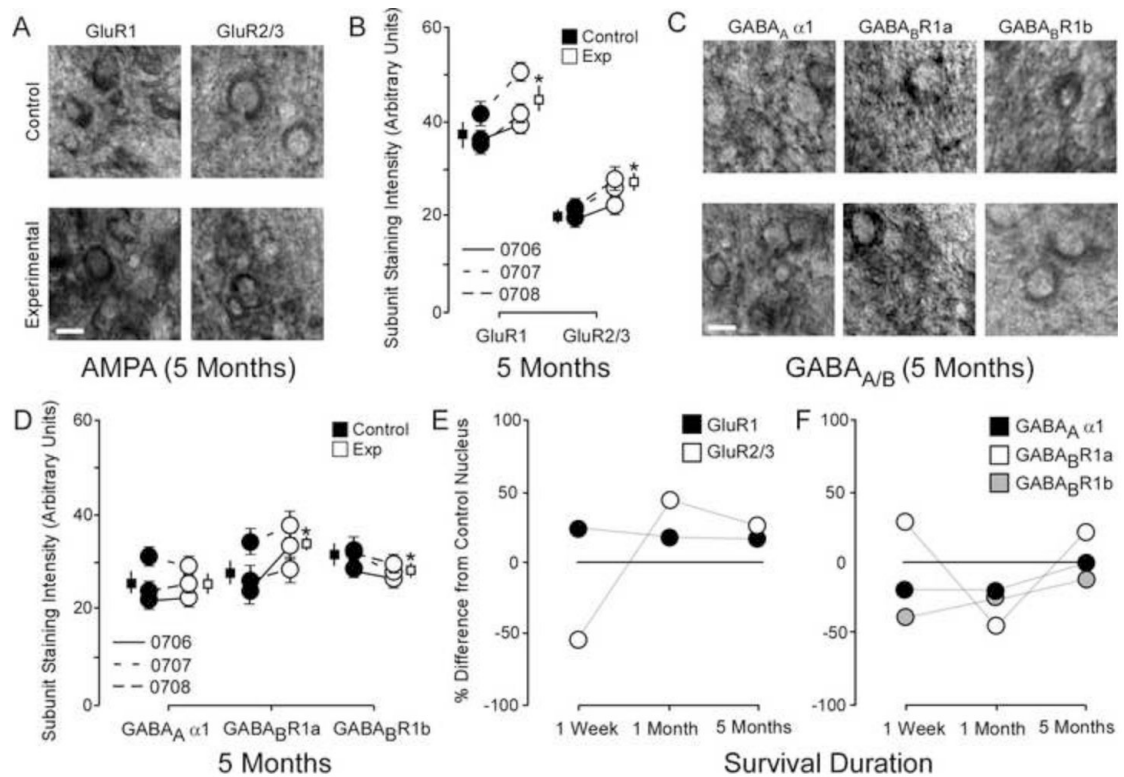 A
GluR1 GluR2/3
Control
Experimental
AMPA (5 Months)
B
Subunit Staining Intensity (Arbitrary Units)
60
40
20
0
Control
Exp
*
*
0706
0707
0708
GluR1 GluR2/3
5 Months
C
GABAA α1 GABABR1a GABABR1b
GABAA/B (5 Months)
D
Subunit Staining Intensity (Arbitrary Units)
60
40
20
0
Control
Exp
*
*
0706
0707
0708
GABAA α1 GABABR1a GABABR1b
5 Months
E
% Difference from Control Nucleus
100
50
0
-50
-100
GluR1
GluR2/3
1 Week 1 Month 5 Months
F
100
50
0
-50
-100
GABAA α1
GABABR1a
GABABR1b
1 Week 1 Month 5 Months
Survival Duration